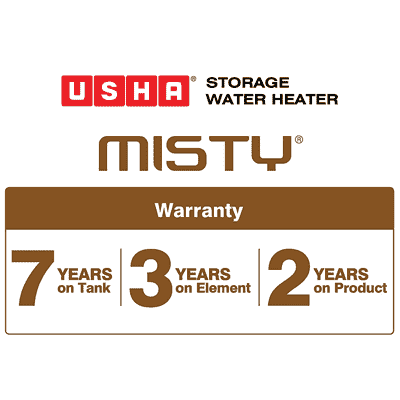 USHA® STORAGE
WATER HEATER
MISTY®
Warranty
7 YEARS on Tank
3 YEARS on Element
2 YEARS on Product